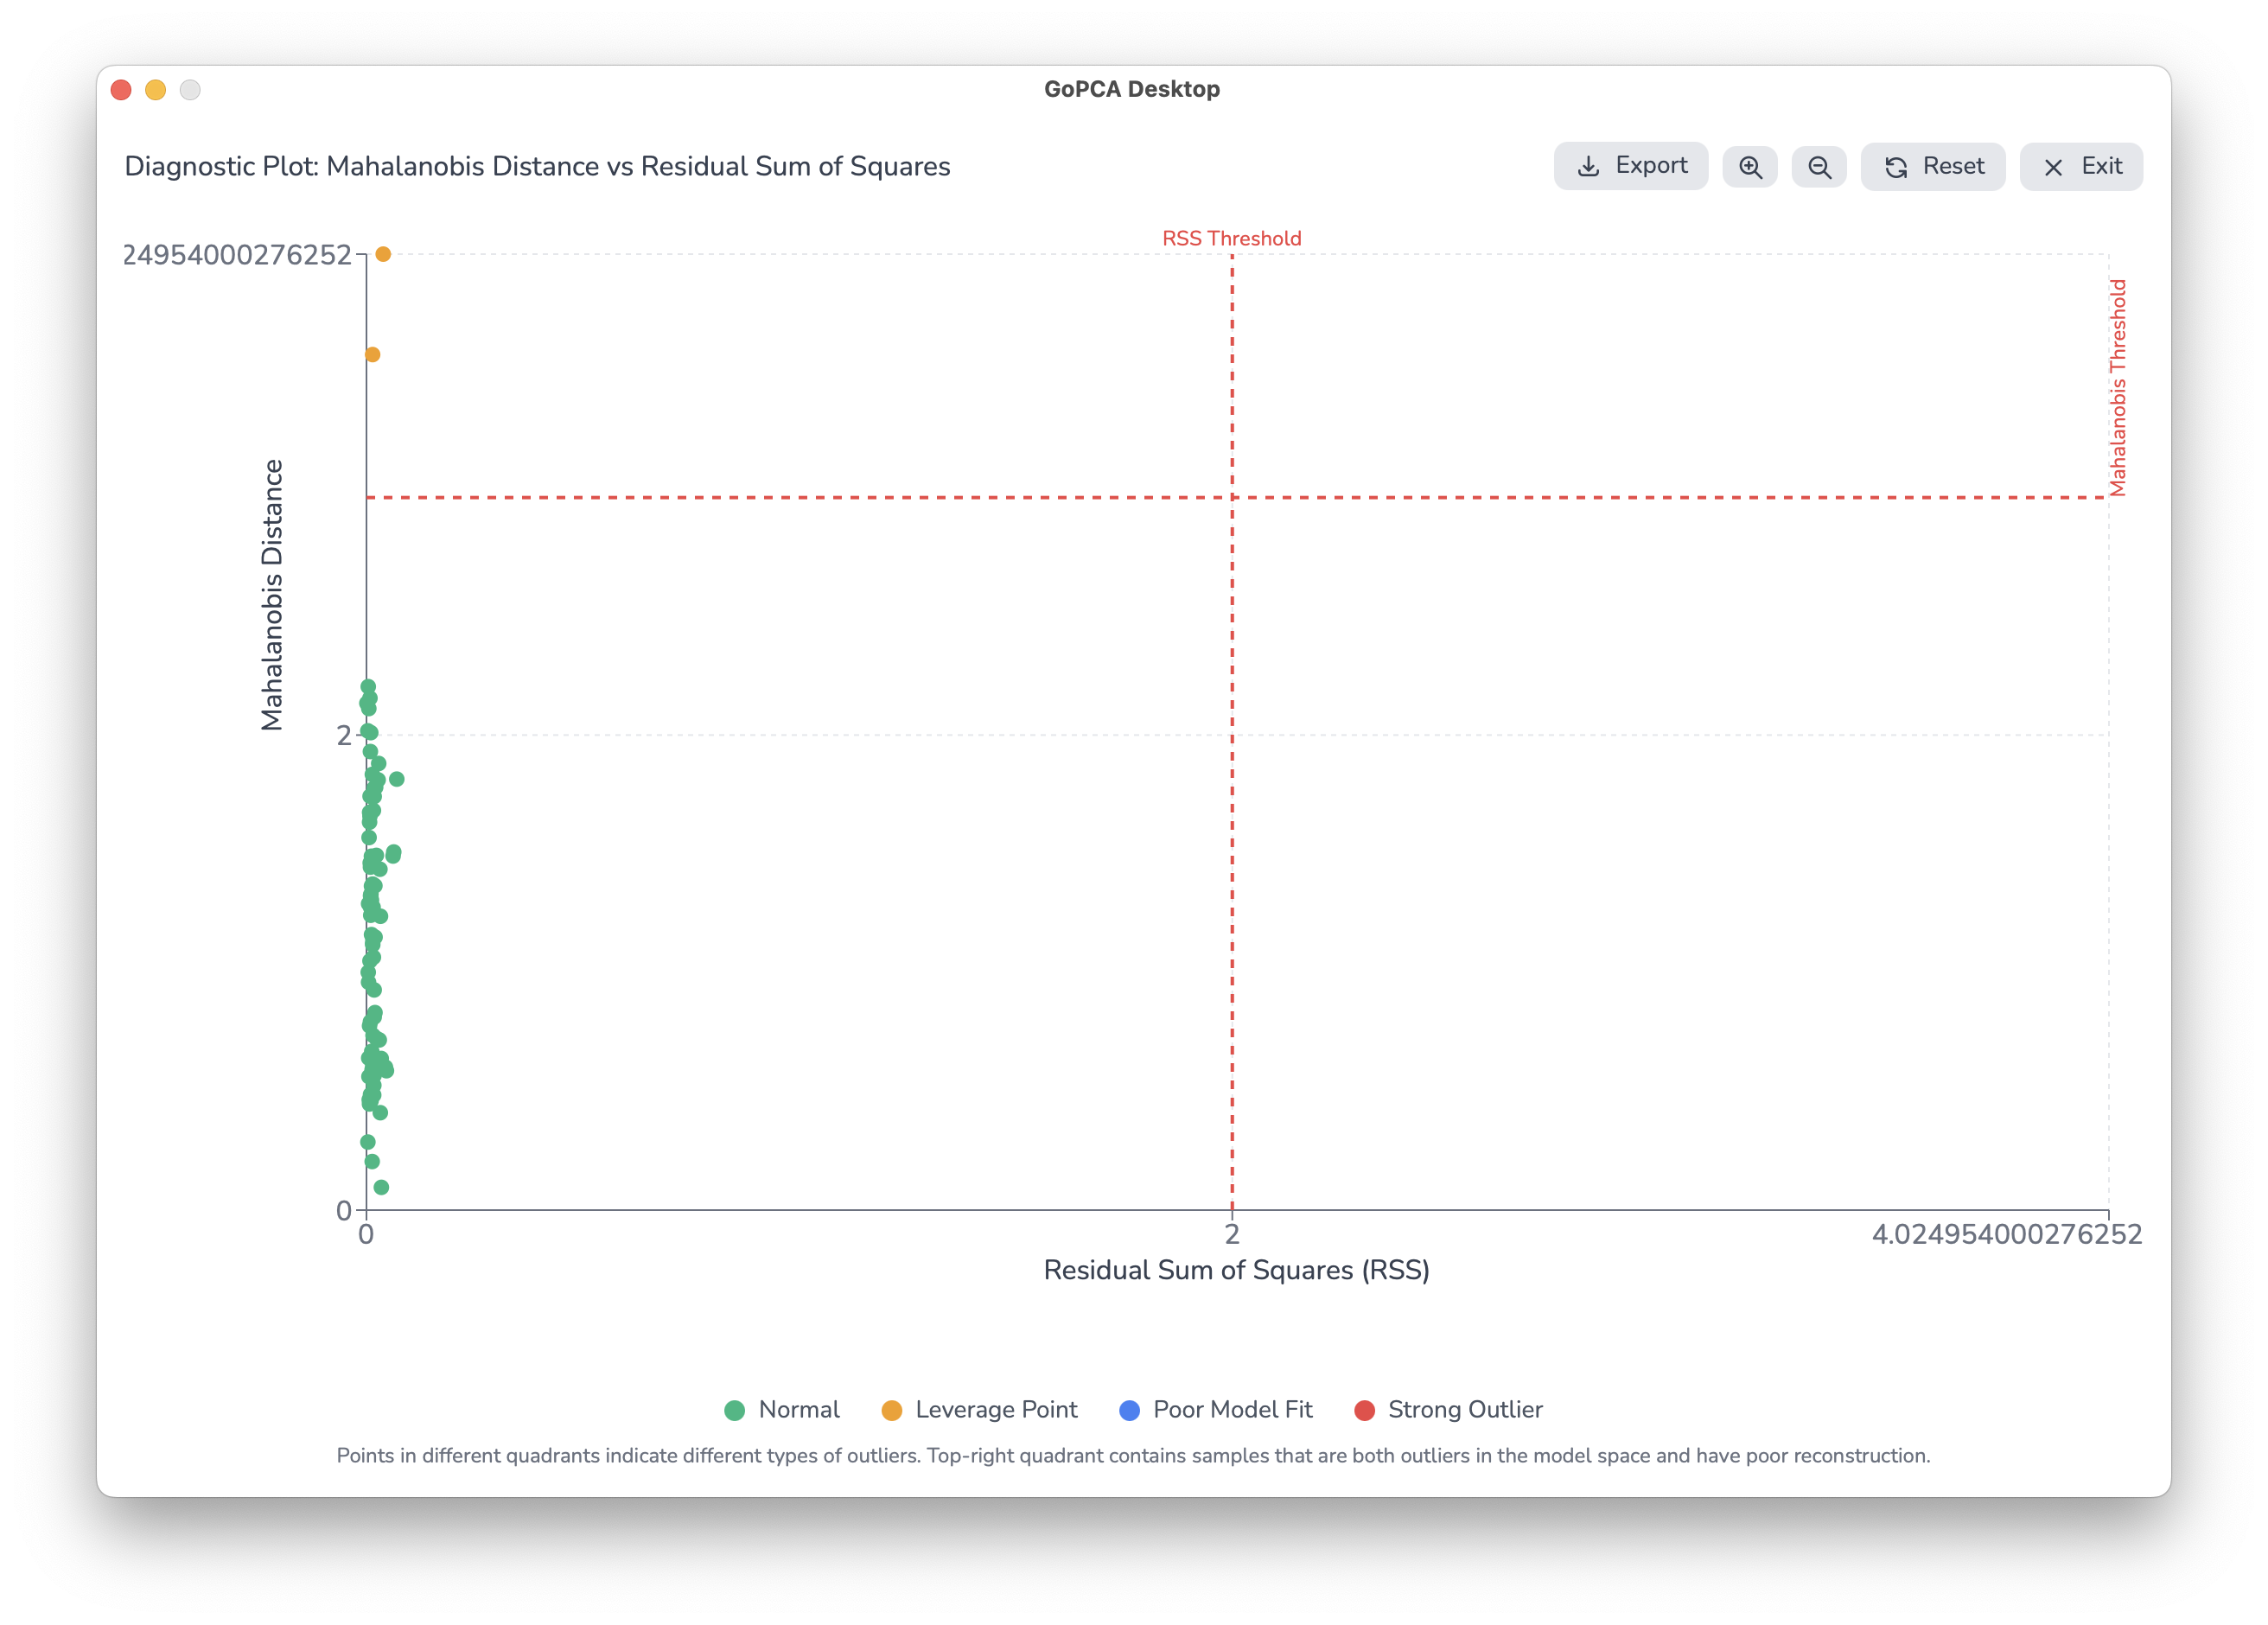 GoPCA Desktop
Diagnostic Plot: Mahalanobis Distance vs Residual Sum of Squares
Export
Reset
Exit
RSS Threshold
24954000276252
Mahalanobis Threshold
Mahalanobis Distance
2
0
0
2
4.024954000276252
Residual Sum of Squares (RSS)
Normal
Leverage Point
Poor Model Fit
Strong Outlier
Points in different quadrants indicate different types of outliers. Top-right quadrant contains samples that are both outliers in the model space and have poor reconstruction.